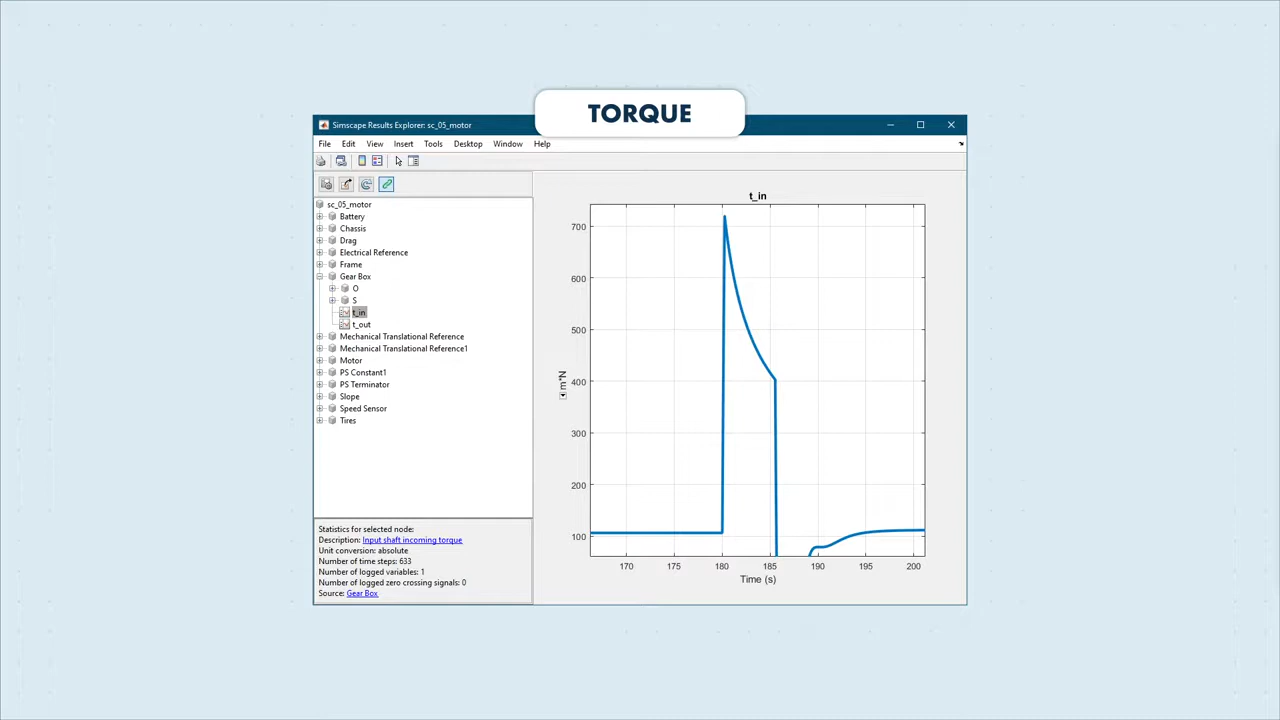 TORQUE
Simscape Results Explorer: sc_05_motor
File Edit View Insert Tools Desktop Window Help
sc_05_motor
Battery
Chassis
Drag
Electrical Reference
Frame
Gear Box
O
S
t_in
t_out
Mechanical Translational Reference
Mechanical Translational Reference1
Motor
PS Constant1
PS Terminator
Slope
Speed Sensor
Tires
Statistics for selected node:
Description: Input shaft incoming torque
Unit conversion: absolute
Number of time steps: 633
Number of logged variables: 1
Number of logged zero crossing signals: 0
Source: Gear Box
t_in
700
600
500
400
300
200
100
m*N
170 175 180 185 190 195 200
Time (s)